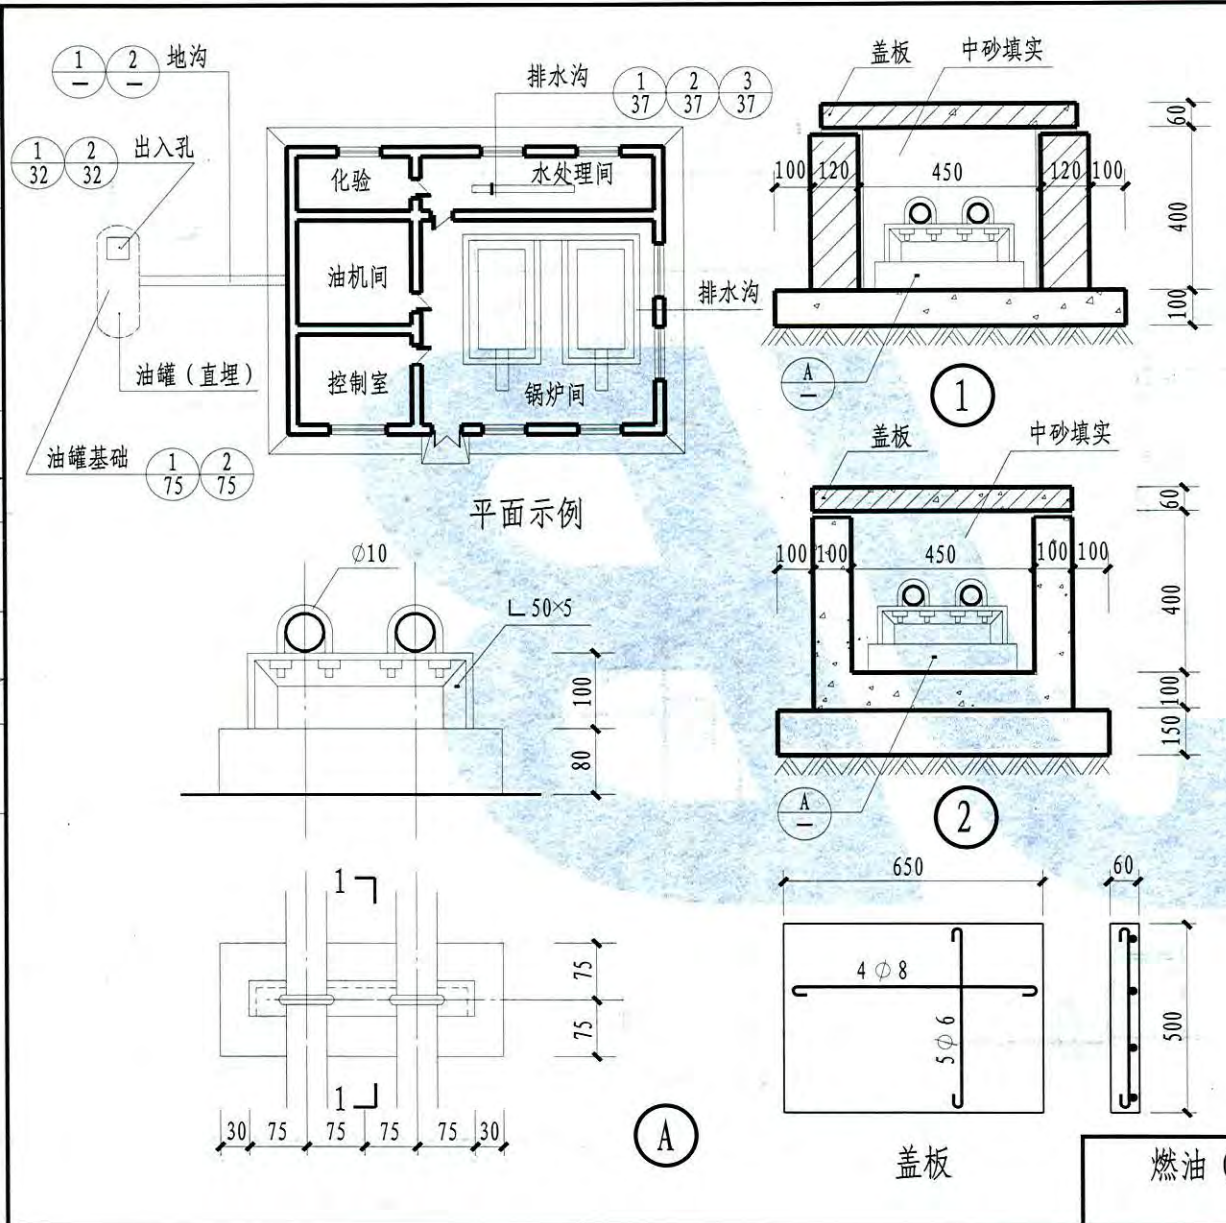 1 2 地沟
— —
1 2 出入孔
32 32
排水沟 1 2 3
37 37 37
化验
水处理间
油机间
排水沟
控制室
锅炉间
油罐（直埋）
油罐基础 1 2
75 75
平面示例
盖板 中砂填实
60
100 120 450 120 100
400
100
A
—
1
盖板 中砂填实
60
100 100 450 100 100
400
100
150
A
—
2
∅10
∟50×5
100
80
1
75
75
1
30 75 75 75 75 30
A
650 60
4∅8
5∅6
500
盖板
燃油（